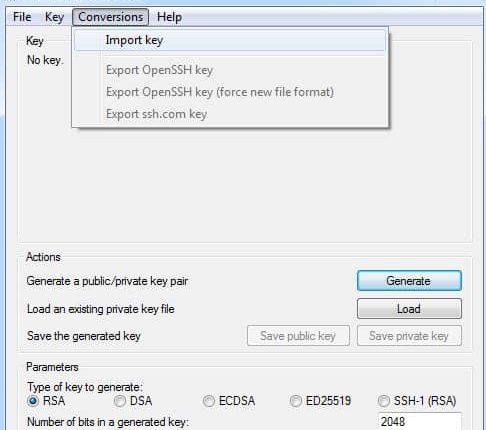 File Key Conversions Help
Import key
Key
No key.
Export OpenSSH key
Export OpenSSH key (force new file format)
Export ssh.com key
Actions
Generate a public/private key pair Generate
Load an existing private key file Load
Save the generated key Save public key Save private key
Parameters
Type of key to generate:
RSA DSA ECDSA ED25519 SSH-1 (RSA)
Number of bits in a generated key: 2048